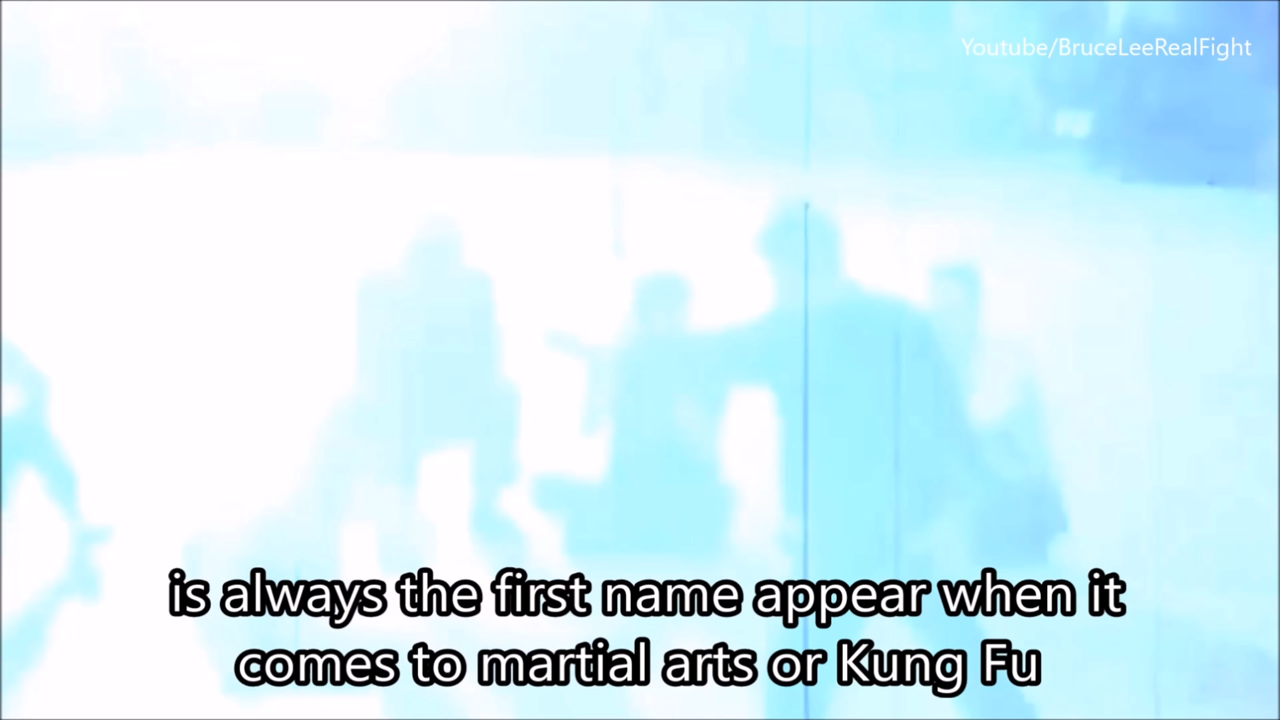 Youtube/BruceLeeRealFight
is always the first name appear when it
comes to martial arts or Kung Fu